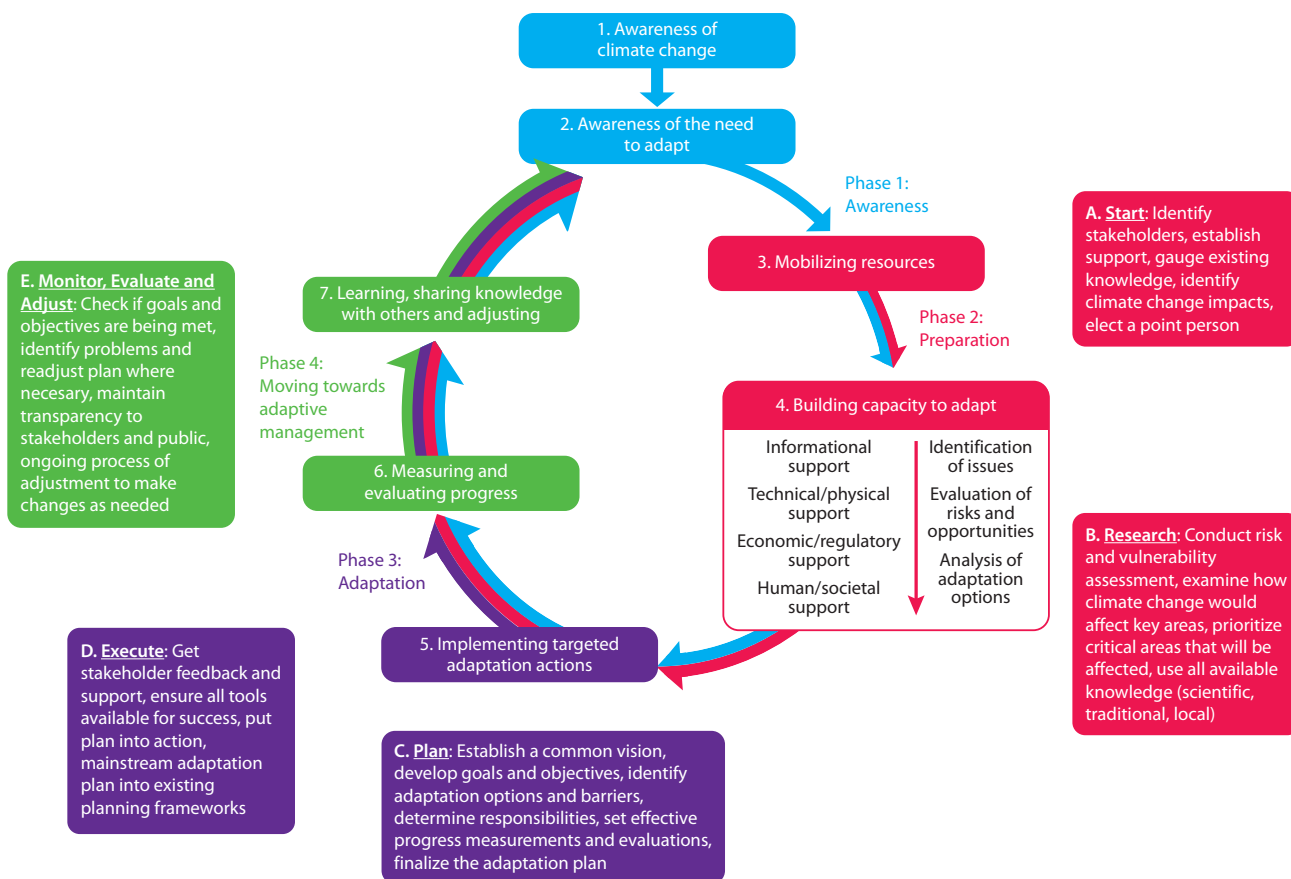 1. Awareness of
climate change
2. Awareness of the need
to adapt
Phase 1:
Awareness
A. Start: Identify
stakeholders, establish
support, gauge existing
knowledge, identify
climate change impacts,
elect a point person
3. Mobilizing resources
E. Monitor, Evaluate and
Adjust: Check if goals and
objectives are being met,
identify problems and
readjust plan where
necesary, maintain
transparency to
stakeholders and public,
ongoing process of
adjustment to make
changes as needed
7. Learning, sharing knowledge
with others and adjusting
Phase 2:
Preparation
Phase 4:
Moving towards
adaptive
management
4. Building capacity to adapt
Informational
support
Technical/physical
support
Economic/regulatory
support
Human/societal
support
Identification
of issues
Evaluation of
risks and
opportunities
Analysis of
adaptation
options
6. Measuring and
evaluating progress
B. Research: Conduct risk
and vulnerability
assessment, examine how
climate change would
affect key areas, prioritize
critical areas that will be
affected, use all available
knowledge (scientific,
traditional, local)
Phase 3:
Adaptation
5. Implementing targeted
adaptation actions
D. Execute: Get
stakeholder feedback and
support, ensure all tools
available for success, put
plan into action,
mainstream adaptation
plan into existing
planning frameworks
C. Plan: Establish a common vision,
develop goals and objectives, identify
adaptation options and barriers,
determine responsibilities, set effective
progress measurements and evaluations,
finalize the adaptation plan